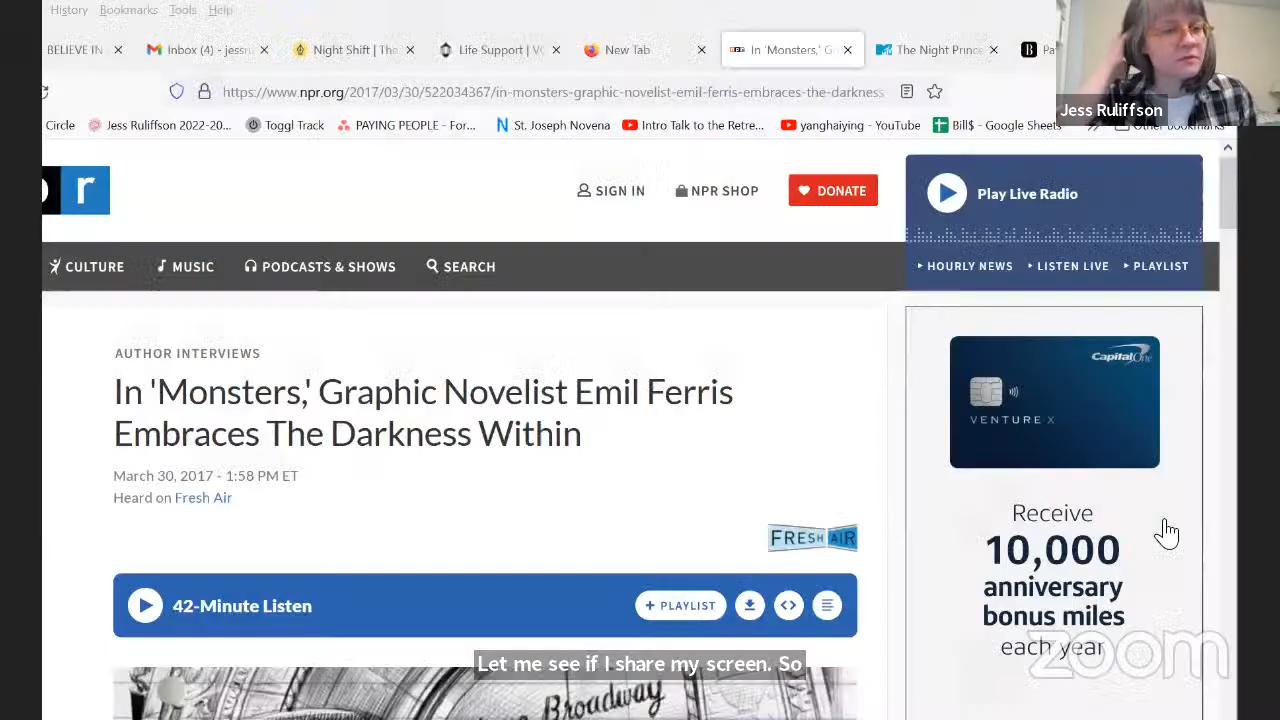 History Bookmarks Tools Help
BELIEVE IN
Inbox (4) - jessru
Night Shift | The
Life Support | VC
New Tab
In 'Monsters,' G
The Night Prince
Pa
https://www.npr.org/2017/03/30/522034367/in-monsters-graphic-novelist-emil-ferris-embraces-the-darkness
Jess Ruliffson
Circle
Jess Ruliffson 2022-20...
Toggl Track
PAYING PEOPLE - For...
St. Joseph Novena
Intro Talk to the Retre...
yanghaiying - YouTube
Bill$ - Google Sheets
Other Bookmarks
r
SIGN IN
NPR SHOP
DONATE
Play Live Radio
CULTURE
MUSIC
PODCASTS & SHOWS
SEARCH
HOURLY NEWS
LISTEN LIVE
PLAYLIST
AUTHOR INTERVIEWS
In 'Monsters,' Graphic Novelist Emil Ferris
Embraces The Darkness Within
March 30, 2017 - 1:58 PM ET
Heard on Fresh Air
FRESH AIR
42-Minute Listen
+ PLAYLIST
Capital One
VENTURE X
Receive
10,000
anniversary
bonus miles
each year
Let me see if I share my screen. So
Broadway
zoom